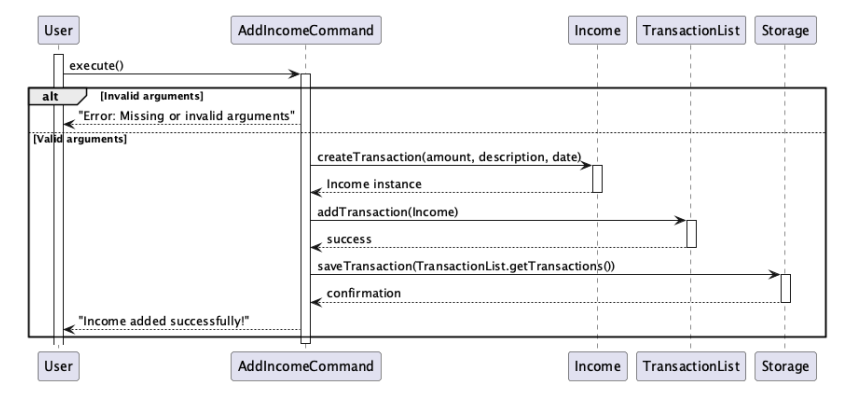 User AddIncomeCommand Income TransactionList Storage
execute()
alt [Invalid arguments]
"Error: Missing or invalid arguments"
[Valid arguments]
createTransaction(amount, description, date)
Income instance
addTransaction(Income)
success
saveTransaction(TransactionList.getTransactions())
confirmation
"Income added successfully!"
User AddIncomeCommand Income TransactionList Storage